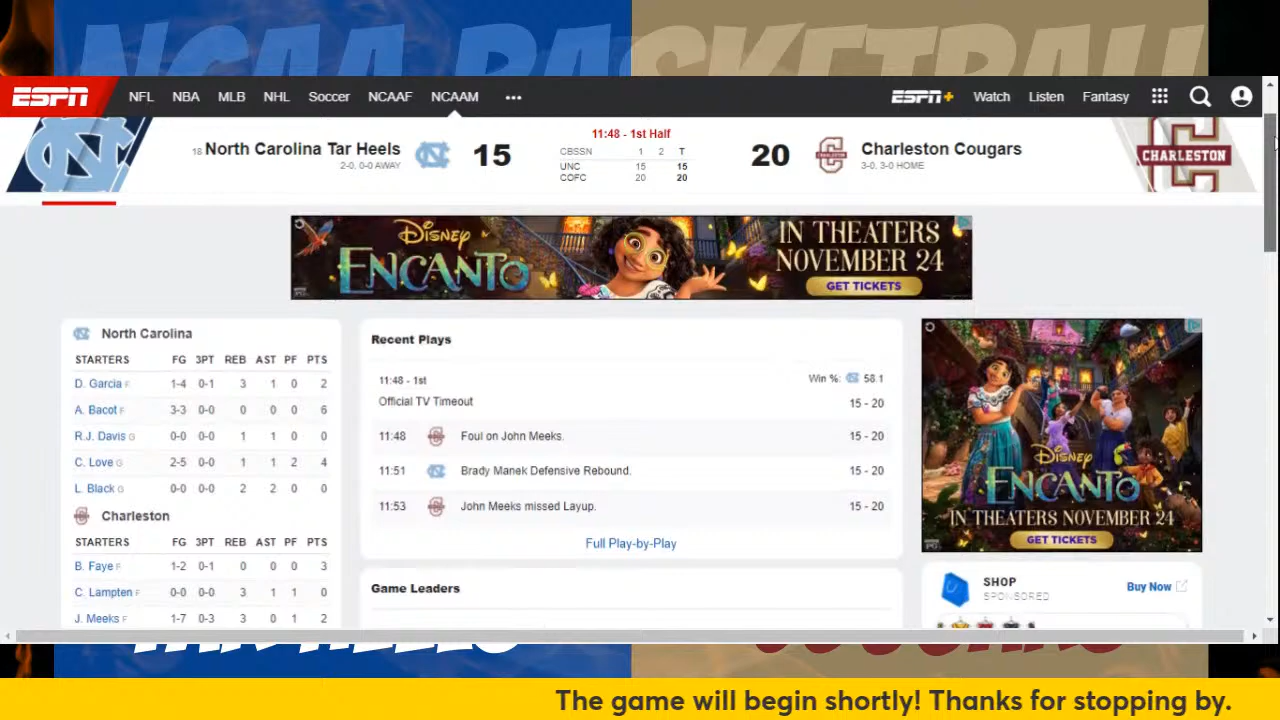 NCAA BASKETBALL
ESPN NFL NBA MLB NHL Soccer NCAAF NCAAM ... ESPN+ Watch Listen Fantasy
18 North Carolina Tar Heels
2-0, 0-0 AWAY
15
11:48 - 1st Half
CBSSN 1 2 T
UNC 15 15
COFC 20 20
20
Charleston Cougars
3-0, 3-0 HOME
CHARLESTON
Disney
ENCANTO
IN THEATERS
NOVEMBER 24
GET TICKETS
North Carolina
STARTERS FG 3PT REB AST PF PTS
D. Garcia F 1-4 0-1 3 1 0 2
A. Bacot F 3-3 0-0 0 0 0 6
R.J. Davis G 0-0 0-0 1 1 0 0
C. Love G 2-5 0-0 1 1 2 4
L. Black G 0-0 0-0 2 2 0 0
Charleston
STARTERS FG 3PT REB AST PF PTS
B. Faye F 1-2 0-1 0 0 0 3
C. Lampten F 0-0 0-0 3 1 1 0
J. Meeks F 1-7 0-3 3 0 1 2
Recent Plays
11:48 - 1st Win %: 58.1
Official TV Timeout 15 - 20
11:48 Foul on John Meeks. 15 - 20
11:51 Brady Manek Defensive Rebound. 15 - 20
11:53 John Meeks missed Layup. 15 - 20
Full Play-by-Play
Game Leaders
Disney
ENCANTO
IN THEATERS NOVEMBER 24
GET TICKETS
SHOP
SPONSORED
Buy Now
TAR HEELS COUGARS
The game will begin shortly! Thanks for stopping by.